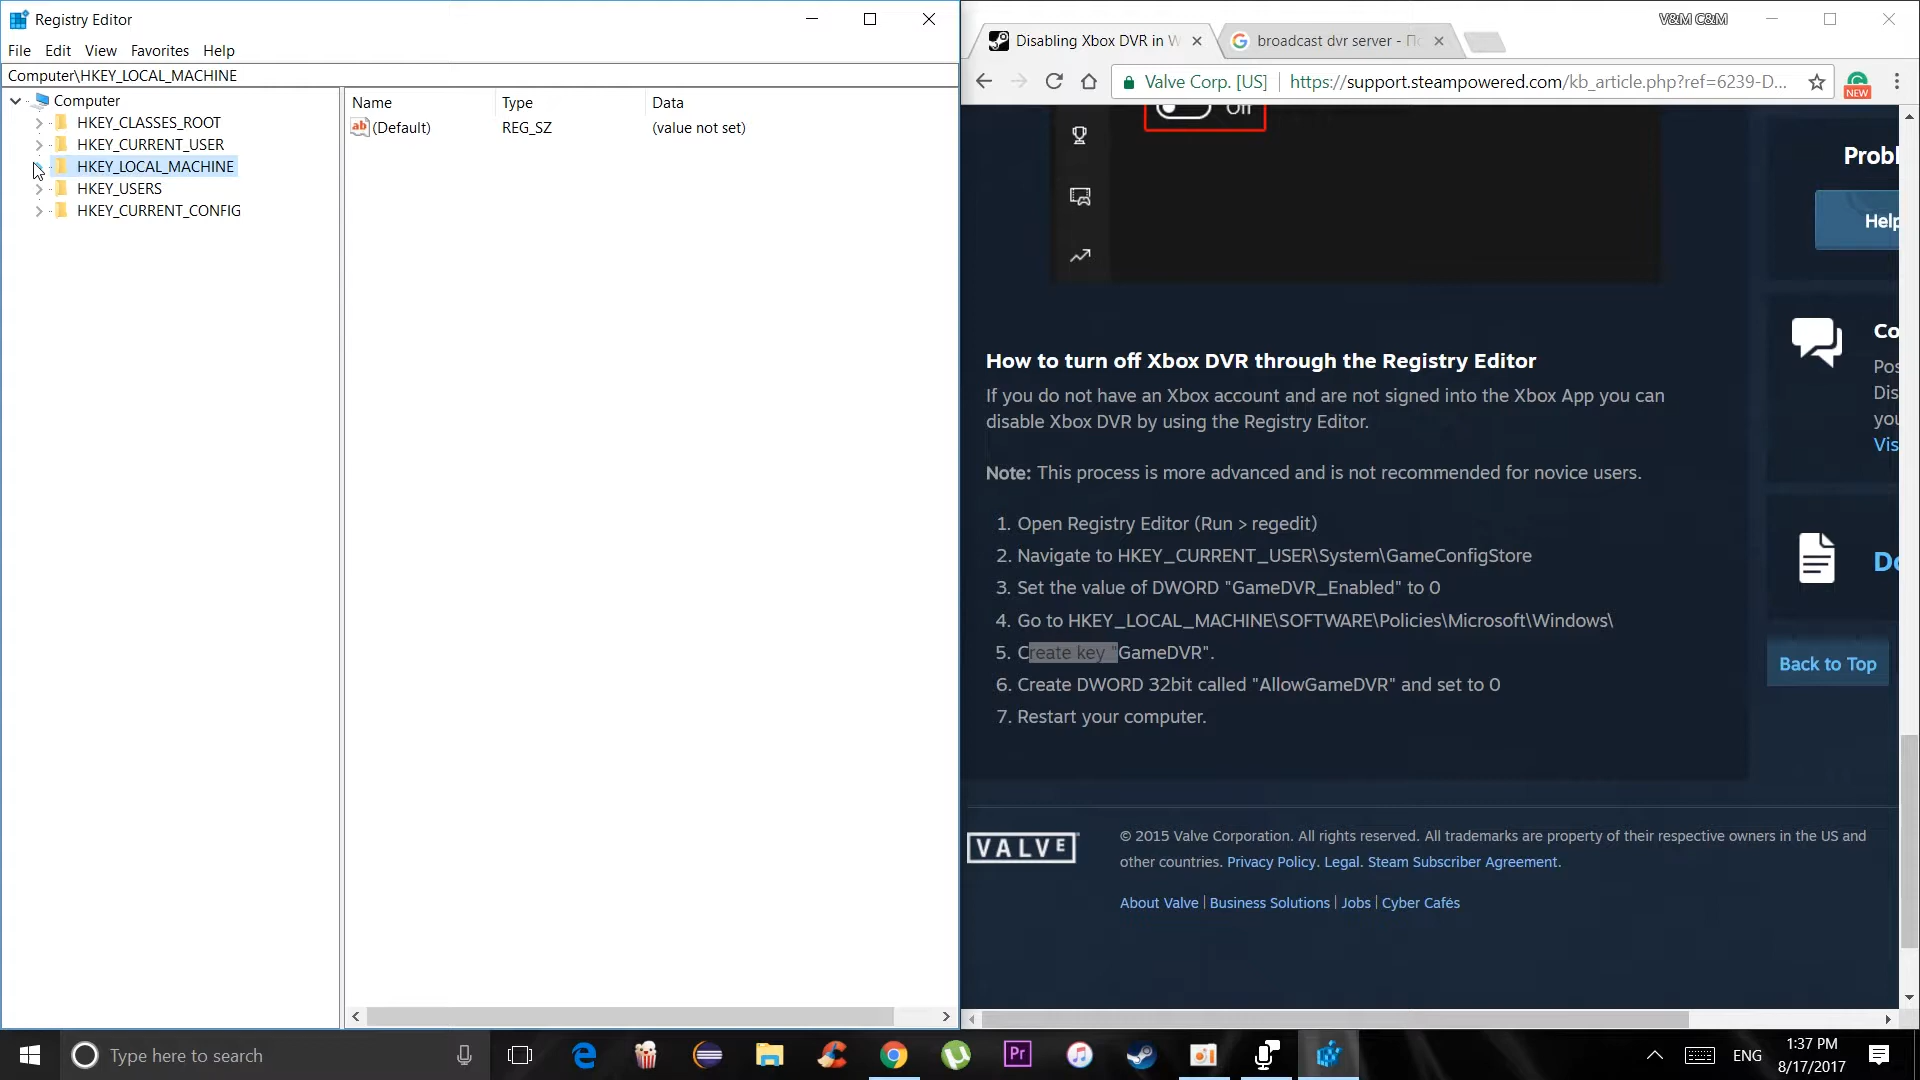 Registry Editor
File Edit View Favorites Help
Computer\HKEY_LOCAL_MACHINE
Computer
HKEY_CLASSES_ROOT
HKEY_CURRENT_USER
HKEY_LOCAL_MACHINE
HKEY_USERS
HKEY_CURRENT_CONFIG
Name Type Data
ab (Default) REG_SZ (value not set)
V&M C&M
Disabling Xbox DVR in W
broadcast dvr server - По
Valve Corp. [US] https://support.steampowered.com/kb_article.php?ref=6239-D...
NEW
Off
Probl
Help
How to turn off Xbox DVR through the Registry Editor
If you do not have an Xbox account and are not signed into the Xbox App you can
disable Xbox DVR by using the Registry Editor.
Note: This process is more advanced and is not recommended for novice users.
1. Open Registry Editor (Run > regedit)
2. Navigate to HKEY_CURRENT_USER\System\GameConfigStore
3. Set the value of DWORD "GameDVR_Enabled" to 0
4. Go to HKEY_LOCAL_MACHINE\SOFTWARE\Policies\Microsoft\Windows\
5. Create key "GameDVR".
6. Create DWORD 32bit called "AllowGameDVR" and set to 0
7. Restart your computer.
Co
Pos
Dis
you
Vis
Do
Back to Top
VALVE
© 2015 Valve Corporation. All rights reserved. All trademarks are property of their respective owners in the US and
other countries. Privacy Policy. Legal. Steam Subscriber Agreement.
About Valve | Business Solutions | Jobs | Cyber Cafés
Type here to search
Pr
ENG
1:37 PM
8/17/2017